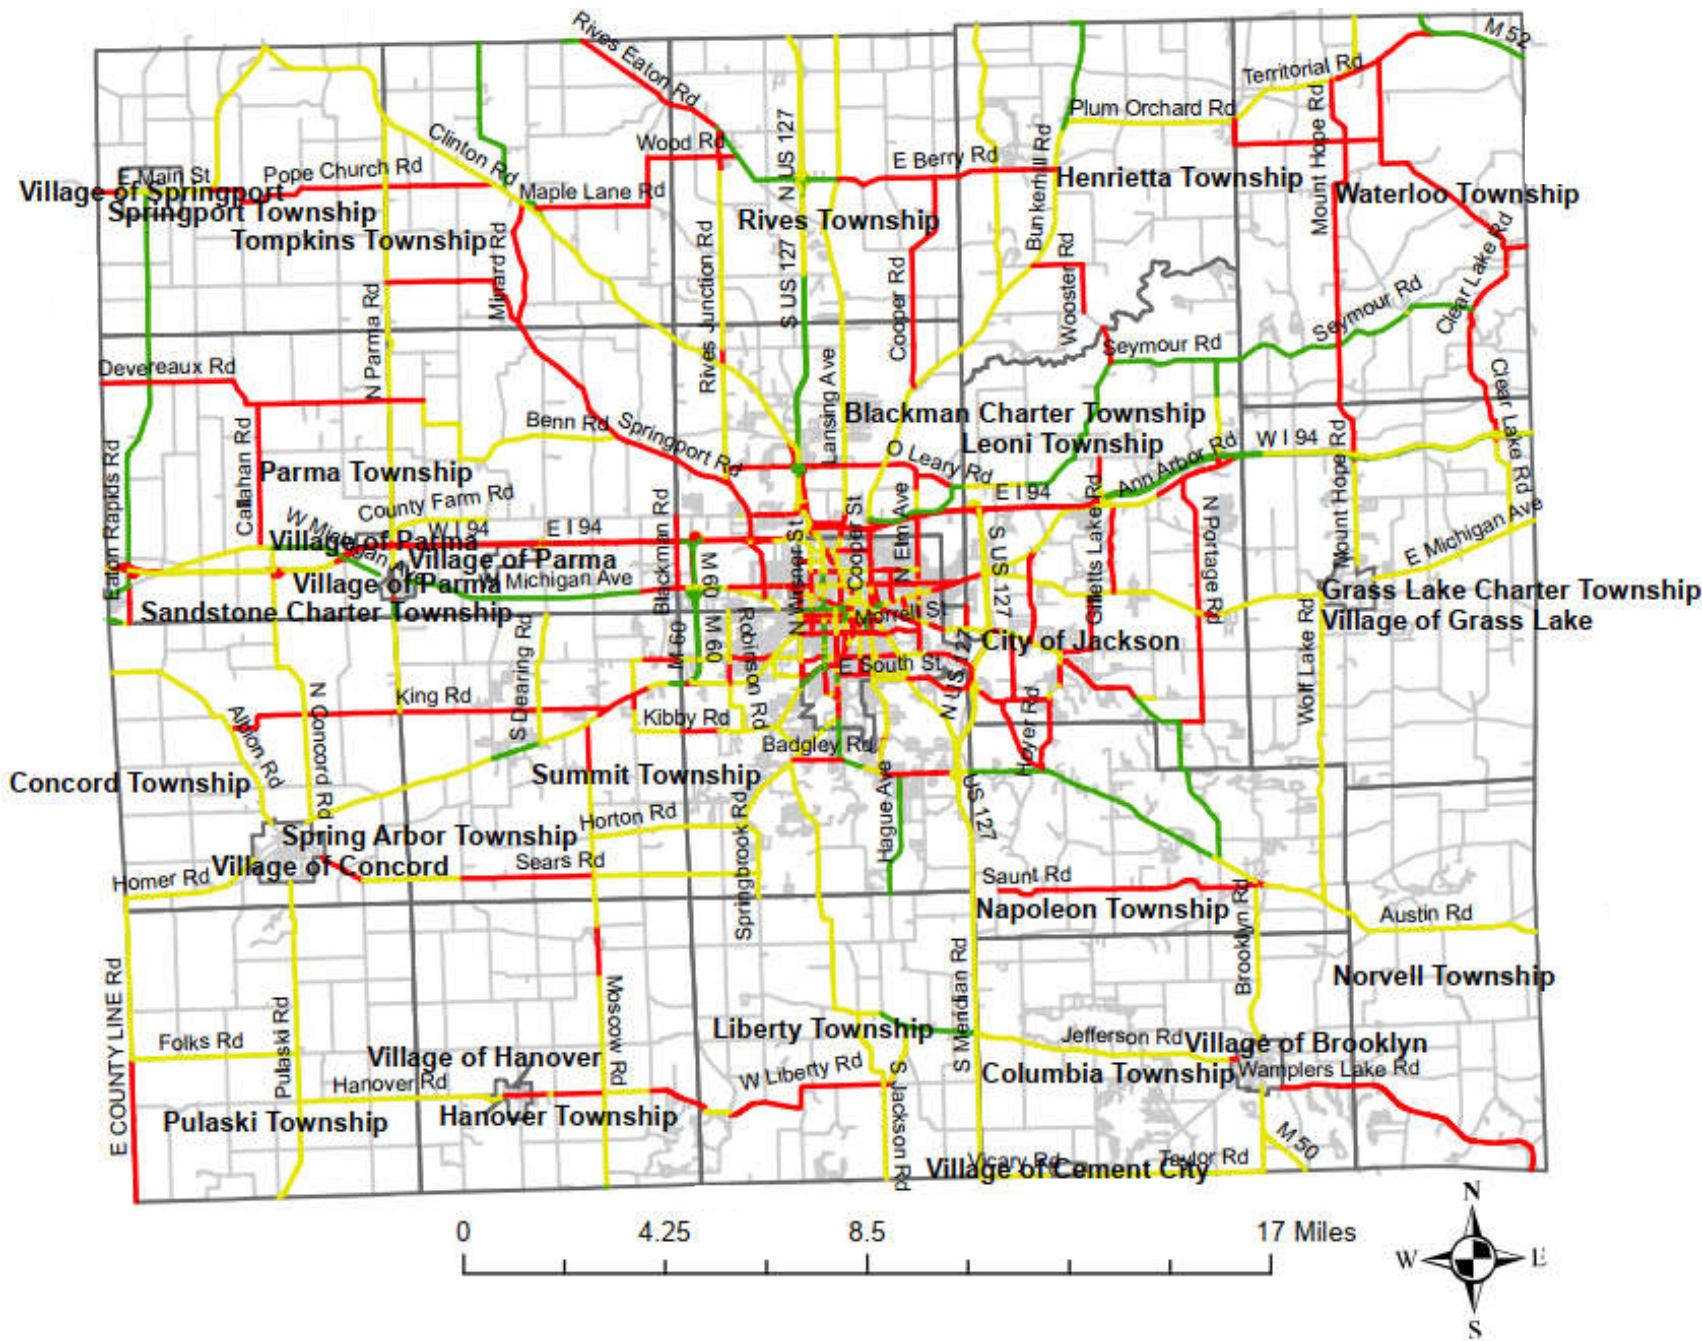 Rives Eaton Rd
M 52
Territorial Rd
Plum Orchard Rd
Mount Hope Rd
N US 127
Clinton Rd
Wood Rd
E Berry Rd
Bunkerhill Rd
E Main St
Pope Church Rd
Maple Lane Rd
Henrietta Township
Waterloo Township
Village of Springport
Springport Township
Rives Township
Tompkins Township
Minard Rd
Rives Junction Rd
S US 127
Cooper Rd
Wooster Rd
Clear Lake Rd
N Parma Rd
Seymour Rd
Seymour Rd
Devereaux Rd
Lansing Ave
Clear Lake Rd
Benn Rd
Springport Rd
Blackman Charter Township
Leoni Township
O Leary Rd
Ann Arbor Rd
W I 94
Mount Hope Rd
Eaton Rapids Rd
Callahan Rd
Parma Township
County Farm Rd
W I 94
E I 94
E I 94
W Michigan Ave
Village of Parma
Village of Parma
Village of Parma
W Michigan Ave
Blackman Rd
M 60
N Wisner St
Cooper St
N Elm Ave
S US 127
Gilletts Lake Rd
N Portage Rd
E Michigan Ave
Grass Lake Charter Township
Village of Grass Lake
Sandstone Charter Township
Morrell St
City of Jackson
M 60
M 60
Robinson Rd
E South St
N US 127
S Dearing Rd
King Rd
Kibby Rd
Wolf Lake Rd
Hoyer Rd
Albion Rd
N Concord Rd
Badgley Rd
Concord Township
Summit Township
US 127
Hague Ave
Horton Rd
Spring Arbor Township
Springbrook Rd
Village of Concord
Sears Rd
Homer Rd
Saunt Rd
Napoleon Township
Brooklyn Rd
Austin Rd
Norvell Township
E COUNTY LINE RD
Pulaski Rd
Moscow Rd
S Meridian Rd
Liberty Township
Jefferson Rd
Village of Brooklyn
Folks Rd
Village of Hanover
W Liberty Rd
Columbia Township
Wamplers Lake Rd
Hanover Rd
S Jackson Rd
Pulaski Township
Hanover Township
M 50
Vicary Rd
Taylor Rd
Village of Cement City
N
0 4.25 8.5 17 Miles
W E
S